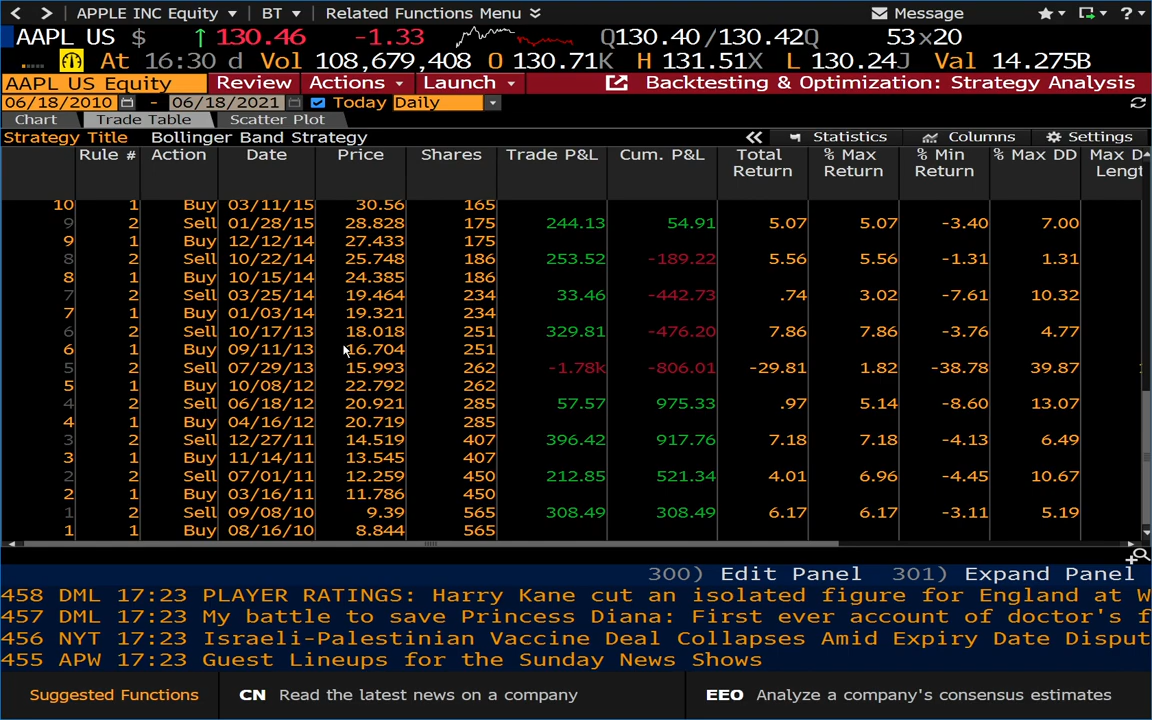 APPLE INC Equity BT Related Functions Menu Message ?
AAPL US $ ↑ 130.46 -1.33 Q130.40/130.42Q 53x20
At 16:30 d Vol 108,679,408 O 130.71K H 131.51X L 130.24J Val 14.275B
AAPL US Equity Review Actions Launch Backtesting & Optimization: Strategy Analysis
06/18/2010 - 06/18/2021 Today Daily
Chart Trade Table Scatter Plot
Strategy Title Bollinger Band Strategy Statistics Columns Settings
Rule # Action Date Price Shares Trade P&L Cum. P&L Total % Max % Min % Max DD Max D
Return Return Return Lengt
10 1 Buy 03/11/15 30.56 165
9 2 Sell 01/28/15 28.828 175 244.13 54.91 5.07 5.07 -3.40 7.00
9 1 Buy 12/12/14 27.433 175
8 2 Sell 10/22/14 25.748 186 253.52 -189.22 5.56 5.56 -1.31 1.31
8 1 Buy 10/15/14 24.385 186
7 2 Sell 03/25/14 19.464 234 33.46 -442.73 .74 3.02 -7.61 10.32
7 1 Buy 01/03/14 19.321 234
6 2 Sell 10/17/13 18.018 251 329.81 -476.20 7.86 7.86 -3.76 4.77
6 1 Buy 09/11/13 16.704 251
5 2 Sell 07/29/13 15.993 262 -1.78k -806.01 -29.81 1.82 -38.78 39.87
5 1 Buy 10/08/12 22.792 262
4 2 Sell 06/18/12 20.921 285 57.57 975.33 .97 5.14 -8.60 13.07
4 1 Buy 04/16/12 20.719 285
3 2 Sell 12/27/11 14.519 407 396.42 917.76 7.18 7.18 -4.13 6.49
3 1 Buy 11/14/11 13.545 407
2 2 Sell 07/01/11 12.259 450 212.85 521.34 4.01 6.96 -4.45 10.67
2 1 Buy 03/16/11 11.786 450
1 2 Sell 09/08/10 9.39 565 308.49 308.49 6.17 6.17 -3.11 5.19
1 1 Buy 08/16/10 8.844 565
300) Edit Panel 301) Expand Panel
458 DML 17:23 PLAYER RATINGS: Harry Kane cut an isolated figure for England at W
457 DML 17:23 My battle to save Princess Diana: First ever account of doctor's f
456 NYT 17:23 Israeli-Palestinian Vaccine Deal Collapses Amid Expiry Date Disput
455 APW 17:23 Guest Lineups for the Sunday News Shows
Suggested Functions CN Read the latest news on a company EEO Analyze a company's consensus estimates